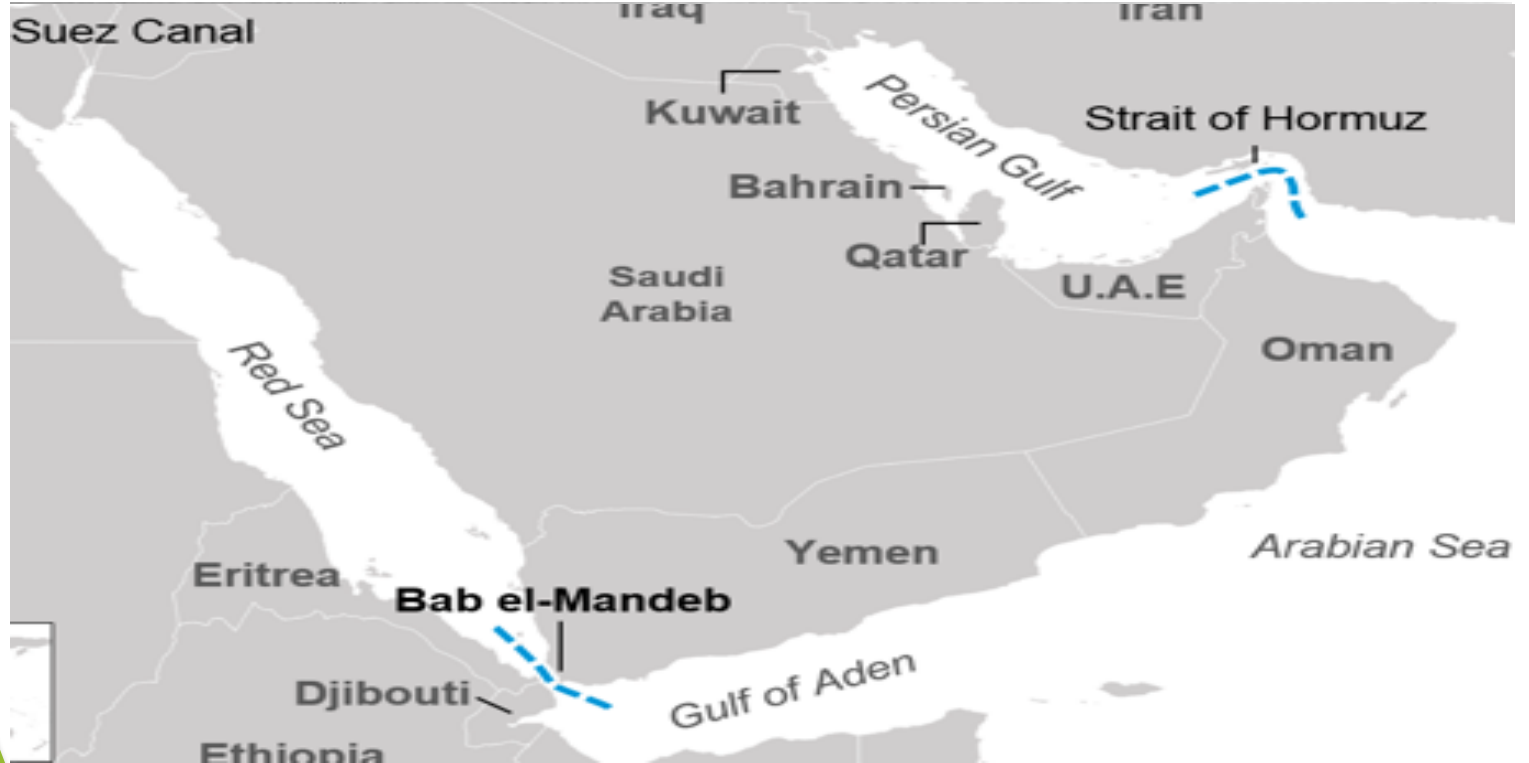 Iraq
Iran
Suez Canal
Kuwait
Persian Gulf
Strait of Hormuz
Bahrain
Qatar
Saudi
Arabia
U.A.E
Oman
Red Sea
Yemen
Arabian Sea
Eritrea
Bab el-Mandeb
Djibouti
Gulf of Aden
Ethiopia